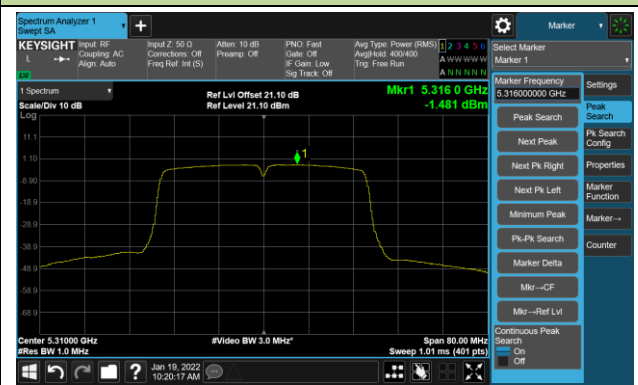 Spectrum Analyzer 1
Swept SA
Marker
KEYSIGHT
L
Input: RF
Coupling: AC
Align: Auto
Input Z: 50 Ω
Corrections: Off
Freq Ref: Int (S)
Atten: 10 dB
Preamp: Off
PNO: Fast
Gate: Off
IF Gain: Low
Sig Track: Off
Avg Type: Power (RMS)
Avg|Hold: 400/400
Trig: Free Run
1 2 3 4 5 6
A WW WW W
A N N N N N
Select Marker
Marker 1
1 Spectrum
Scale/Div 10 dB
Log
Ref Lvl Offset 21.10 dB
Ref Level 21.10 dBm
Mkr1 5.316 0 GHz
-1.481 dBm
1
11.1
1.10
-8.90
-18.9
-28.9
-38.9
-48.9
-58.9
-68.9
Center 5.31000 GHz
#Res BW 1.0 MHz
#Video BW 3.0 MHz*
Span 80.00 MHz
Sweep 1.01 ms (401 pts)
Marker Frequency
5.316000000 GHz
Peak Search
Next Peak
Next Pk Right
Next Pk Left
Minimum Peak
Pk-Pk Search
Marker Delta
Mkr→CF
Mkr→Ref Lvl
Continuous Peak
Search
On
Off
Settings
Peak
Search
Pk Search
Config
Properties
Marker
Function
Marker→
Counter
?
Jan 19, 2022
10:20:17 AM